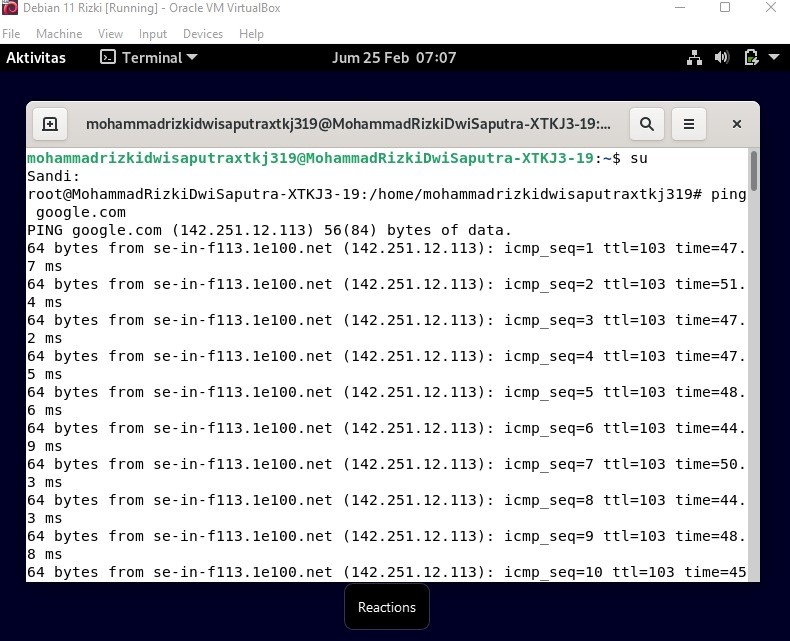 Debian 11 Rizki [Running] - Oracle VM VirtualBox
File Machine View Input Devices Help
Aktivitas Terminal Jum 25 Feb 07:07
mohammadrizkidwisaputraxtkj319@MohammadRizkiDwiSaputra-XTKJ3-19:...
mohammadrizkidwisaputraxtkj319@MohammadRizkiDwiSaputra-XTKJ3-19:~$ su
Sandi:
root@MohammadRizkiDwiSaputra-XTKJ3-19:/home/mohammadrizkidwisaputraxtkj319# ping
google.com
PING google.com (142.251.12.113) 56(84) bytes of data.
64 bytes from se-in-f113.1e100.net (142.251.12.113): icmp_seq=1 ttl=103 time=47.
7 ms
64 bytes from se-in-f113.1e100.net (142.251.12.113): icmp_seq=2 ttl=103 time=51.
4 ms
64 bytes from se-in-f113.1e100.net (142.251.12.113): icmp_seq=3 ttl=103 time=47.
2 ms
64 bytes from se-in-f113.1e100.net (142.251.12.113): icmp_seq=4 ttl=103 time=47.
5 ms
64 bytes from se-in-f113.1e100.net (142.251.12.113): icmp_seq=5 ttl=103 time=48.
6 ms
64 bytes from se-in-f113.1e100.net (142.251.12.113): icmp_seq=6 ttl=103 time=44.
9 ms
64 bytes from se-in-f113.1e100.net (142.251.12.113): icmp_seq=7 ttl=103 time=50.
3 ms
64 bytes from se-in-f113.1e100.net (142.251.12.113): icmp_seq=8 ttl=103 time=44.
3 ms
64 bytes from se-in-f113.1e100.net (142.251.12.113): icmp_seq=9 ttl=103 time=48.
8 ms
64 bytes from se-in-f113.1e100.net (142.251.12.113): icmp_seq=10 ttl=103 time=45
Reactions